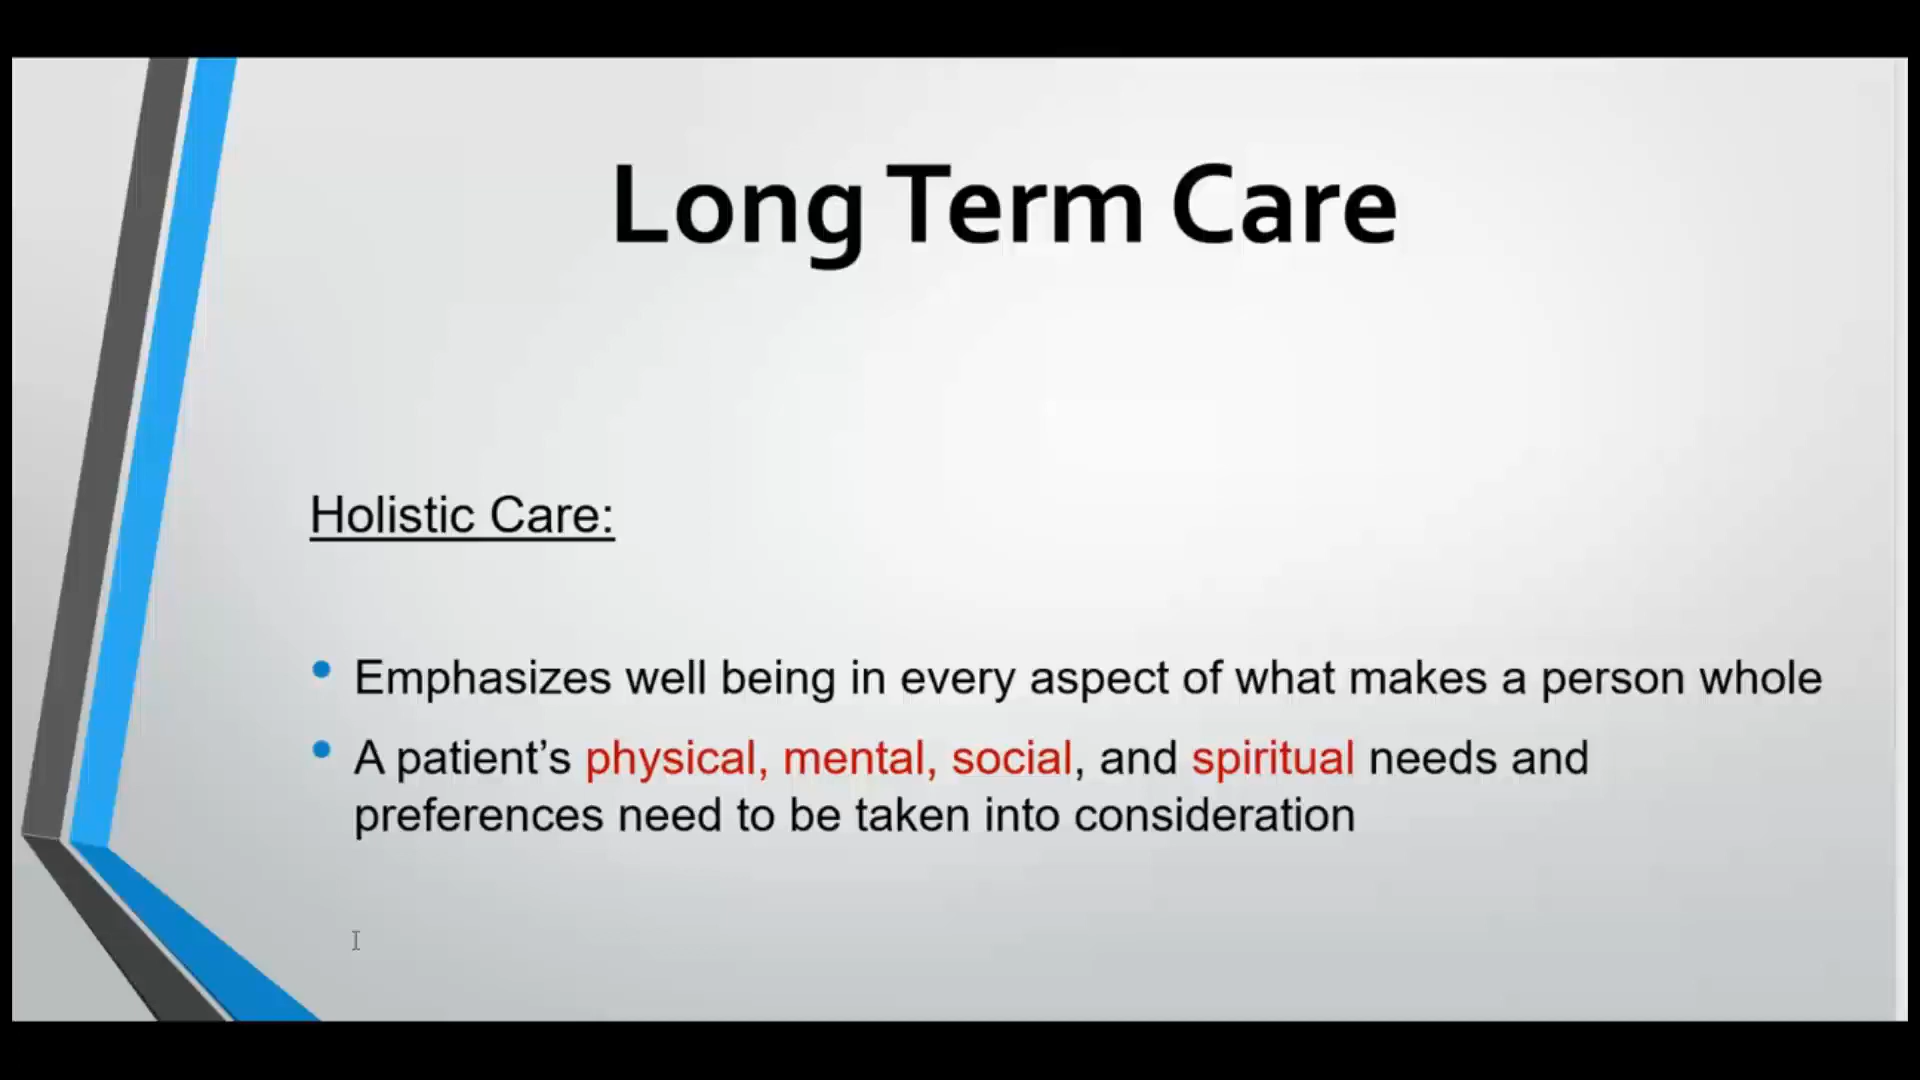 Long Term Care
Holistic Care:
• Emphasizes well being in every aspect of what makes a person whole
• A patient’s physical, mental, social, and spiritual needs and
preferences need to be taken into consideration